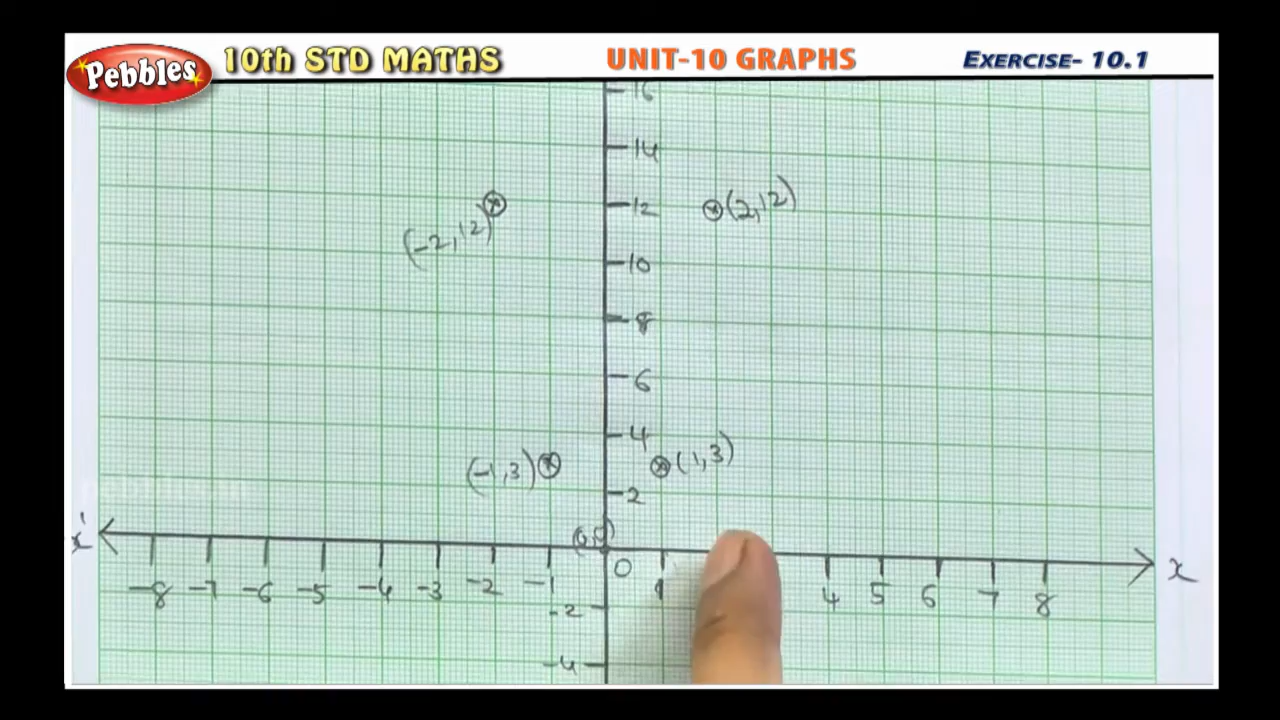 Pebbles
10th STD MATHS
UNIT-10 GRAPHS
EXERCISE- 10.1
16
14
12
(2,12)
(-2,12)
10
8
6
4
(-1,3)
(1,3)
2
x'
0
x
-8 -7 -6 -5 -4 -3 -2 -1 1 4 5 6 7 8
-2
-4